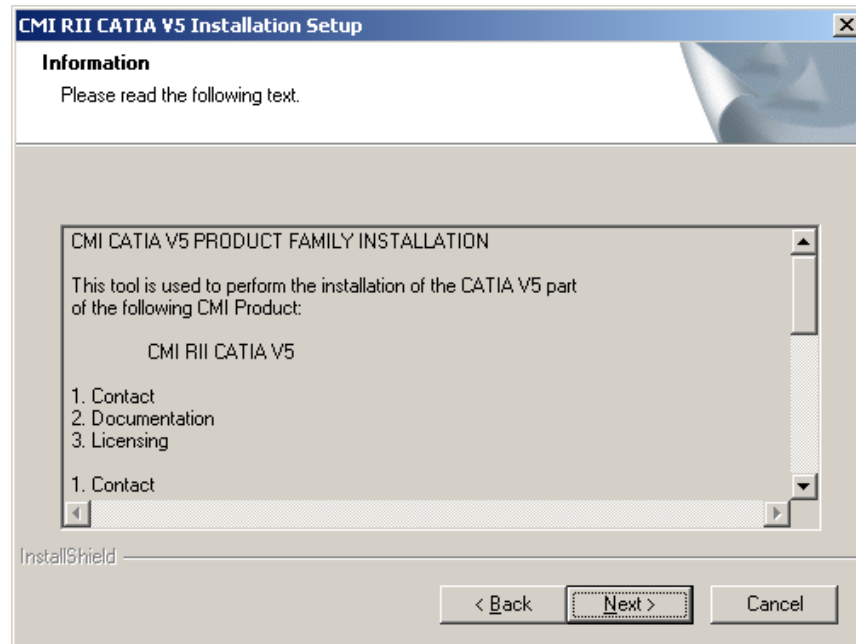 CMI RII CATIA V5 Installation Setup
Information
Please read the following text.
CMI CATIA V5 PRODUCT FAMILY INSTALLATION
This tool is used to perform the installation of the CATIA V5 part
of the following CMI Product:
CMI RII CATIA V5
1. Contact
2. Documentation
3. Licensing
1. Contact
InstallShield
< Back Next > Cancel